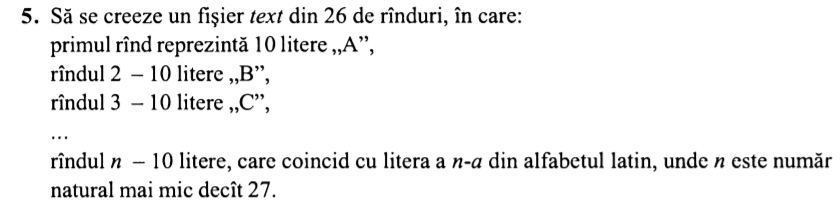 5. Să se creeze un fişier text din 26 de rînduri, în care:
primul rînd reprezintă 10 litere „A”,
rîndul 2 – 10 litere „B”,
rîndul 3 – 10 litere „C”,
...
rîndul n – 10 litere, care coincid cu litera a n-a din alfabetul latin, unde n este număr
natural mai mic decît 27.